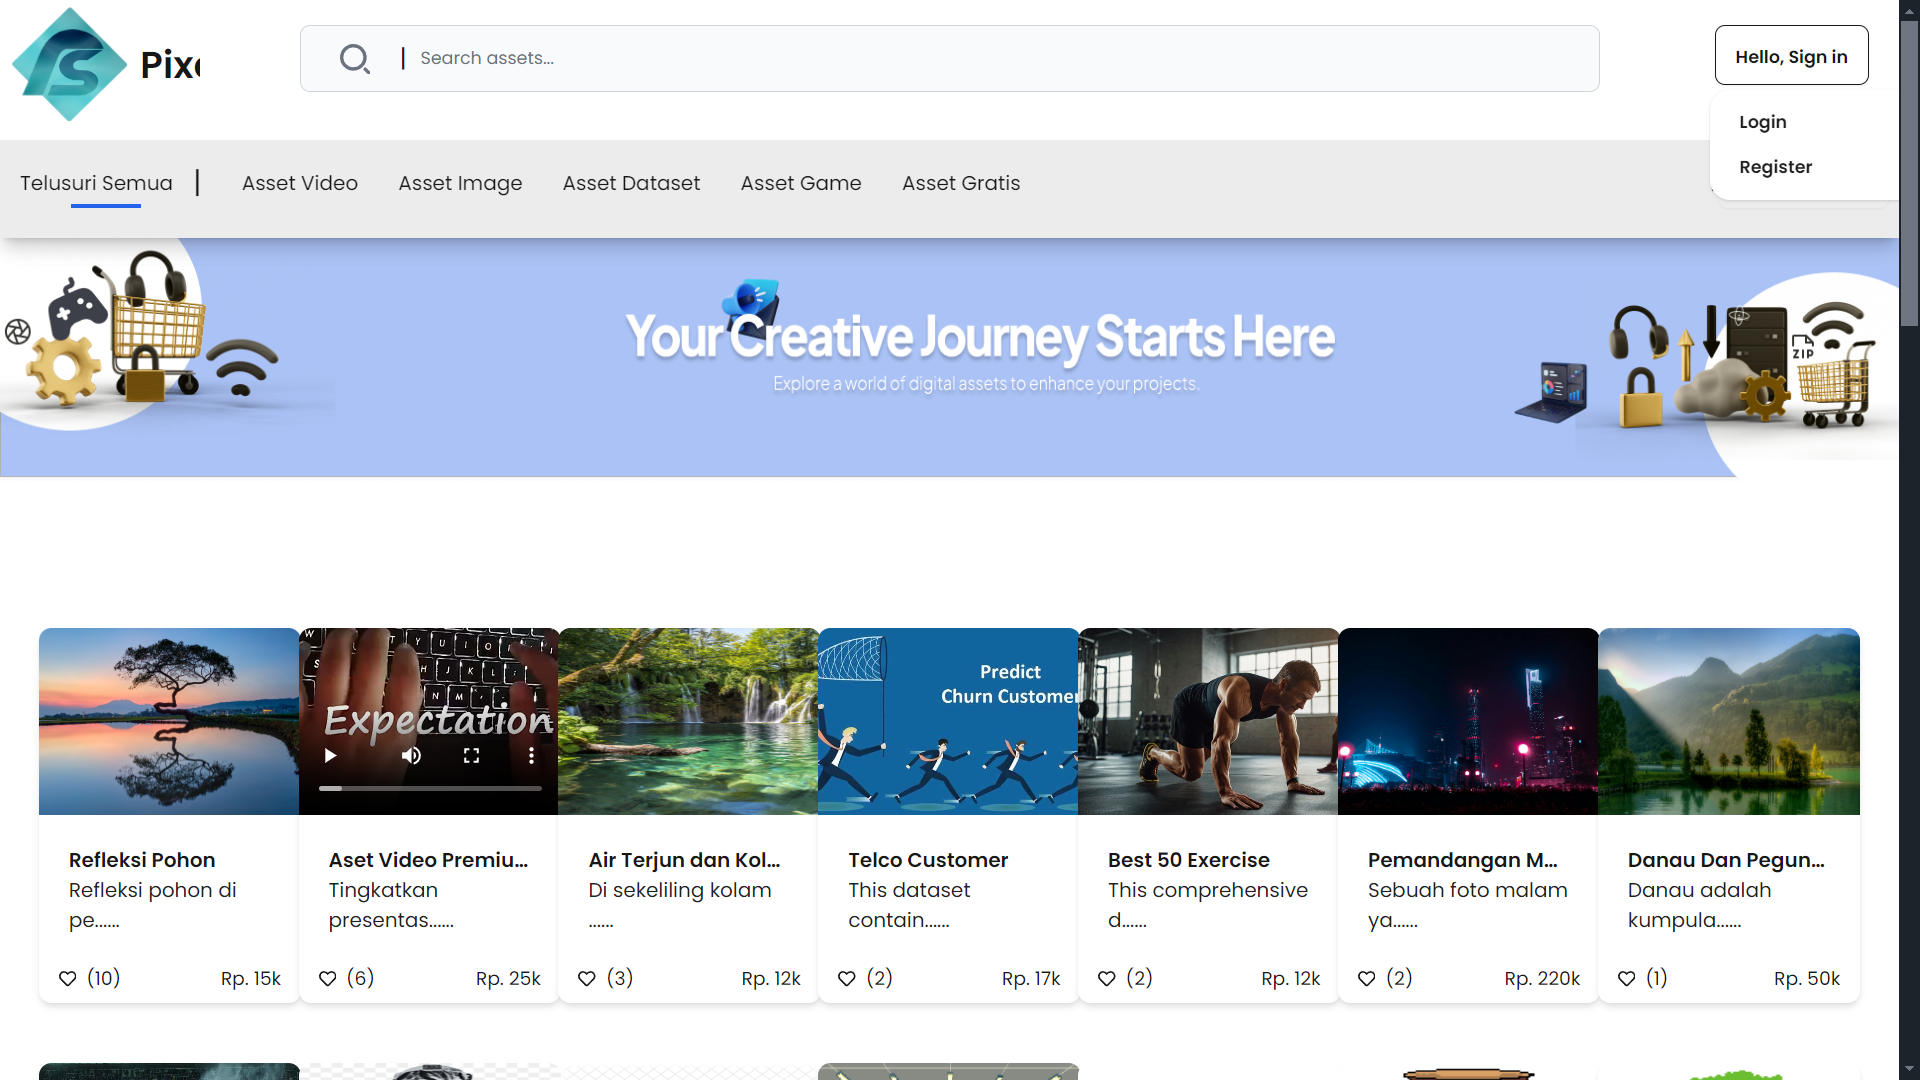 Pixe
Search assets...
Hello, Sign in
Login
Register
Telusuri Semua
Asset Video
Asset Image
Asset Dataset
Asset Game
Asset Gratis
Your Creative Journey Starts Here
Explore a world of digital assets to enhance your projects.
ZIP
Expectation
Predict
Churn Customer
Refleksi Pohon
Refleksi pohon di
pe......
(10)
Rp. 15k
Aset Video Premiu...
Tingkatkan
presentas......
(6)
Rp. 25k
Air Terjun dan Kol...
Di sekeliling kolam
......
(3)
Rp. 12k
Telco Customer
This dataset
contain......
(2)
Rp. 17k
Best 50 Exercise
This comprehensive
d......
(2)
Rp. 12k
Pemandangan M...
Sebuah foto malam
ya......
(2)
Rp. 220k
Danau Dan Pegun...
Danau adalah
kumpula......
(1)
Rp. 50k